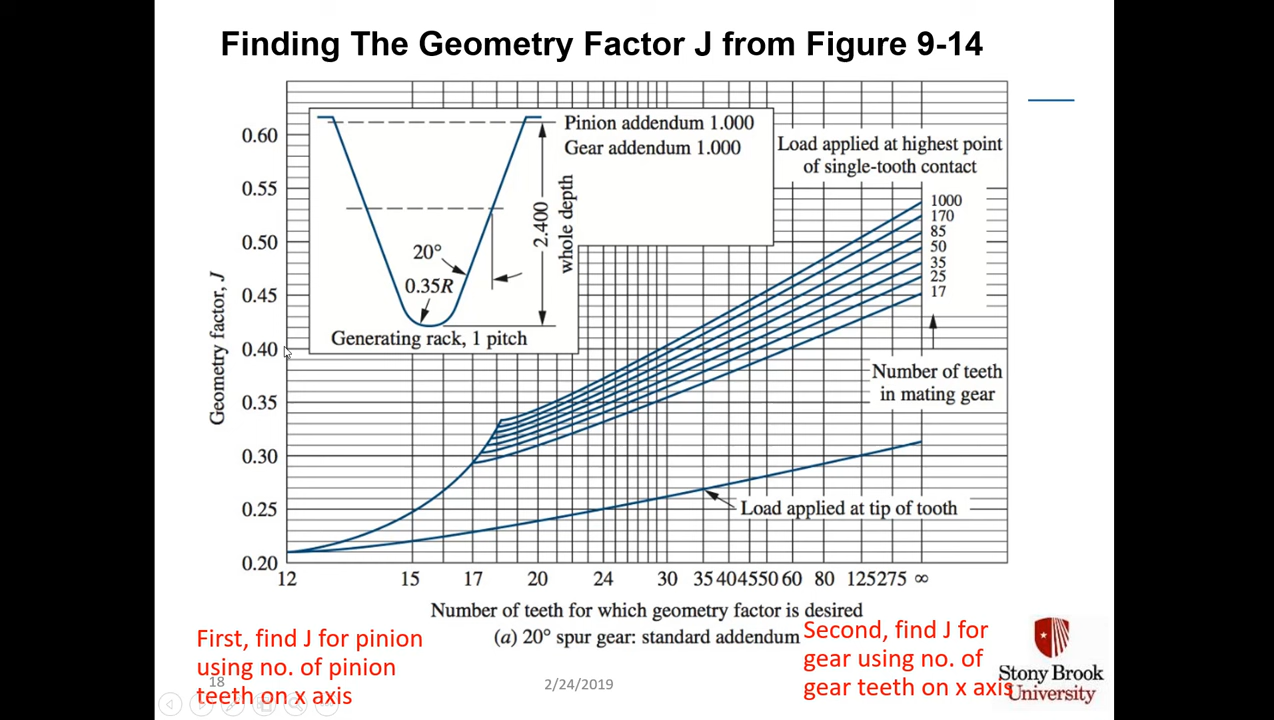 Finding The Geometry Factor J from Figure 9-14
Pinion addendum 1.000
Gear addendum 1.000
Load applied at highest point
of single-tooth contact
0.60
0.55
0.50
0.45
0.40
0.35
0.30
0.25
0.20
Geometry factor, J
2.400
whole depth
20°
0.35R
Generating rack, 1 pitch
1000
170
85
50
35
25
17
Number of teeth
in mating gear
Load applied at tip of tooth
12 15 17 20 24 30 35 40 45 50 60 80 125 275 ∞
Number of teeth for which geometry factor is desired
(a) 20° spur gear: standard addendum
First, find J for pinion
using no. of pinion
teeth on x axis
Second, find J for
gear using no. of
gear teeth on x axis
18
2/24/2019
Stony Brook
University